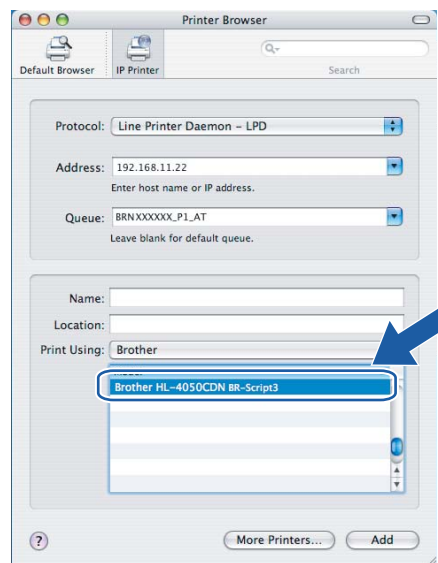 Printer Browser
Default Browser
IP Printer
Search
Protocol: Line Printer Daemon – LPD
Address: 192.168.11.22
Enter host name or IP address.
Queue: BRNXXXXXX_P1_AT
Leave blank for default queue.
Name:
Location:
Print Using: Brother
Brother HL–4050CDN BR–Script3
? More Printers... Add